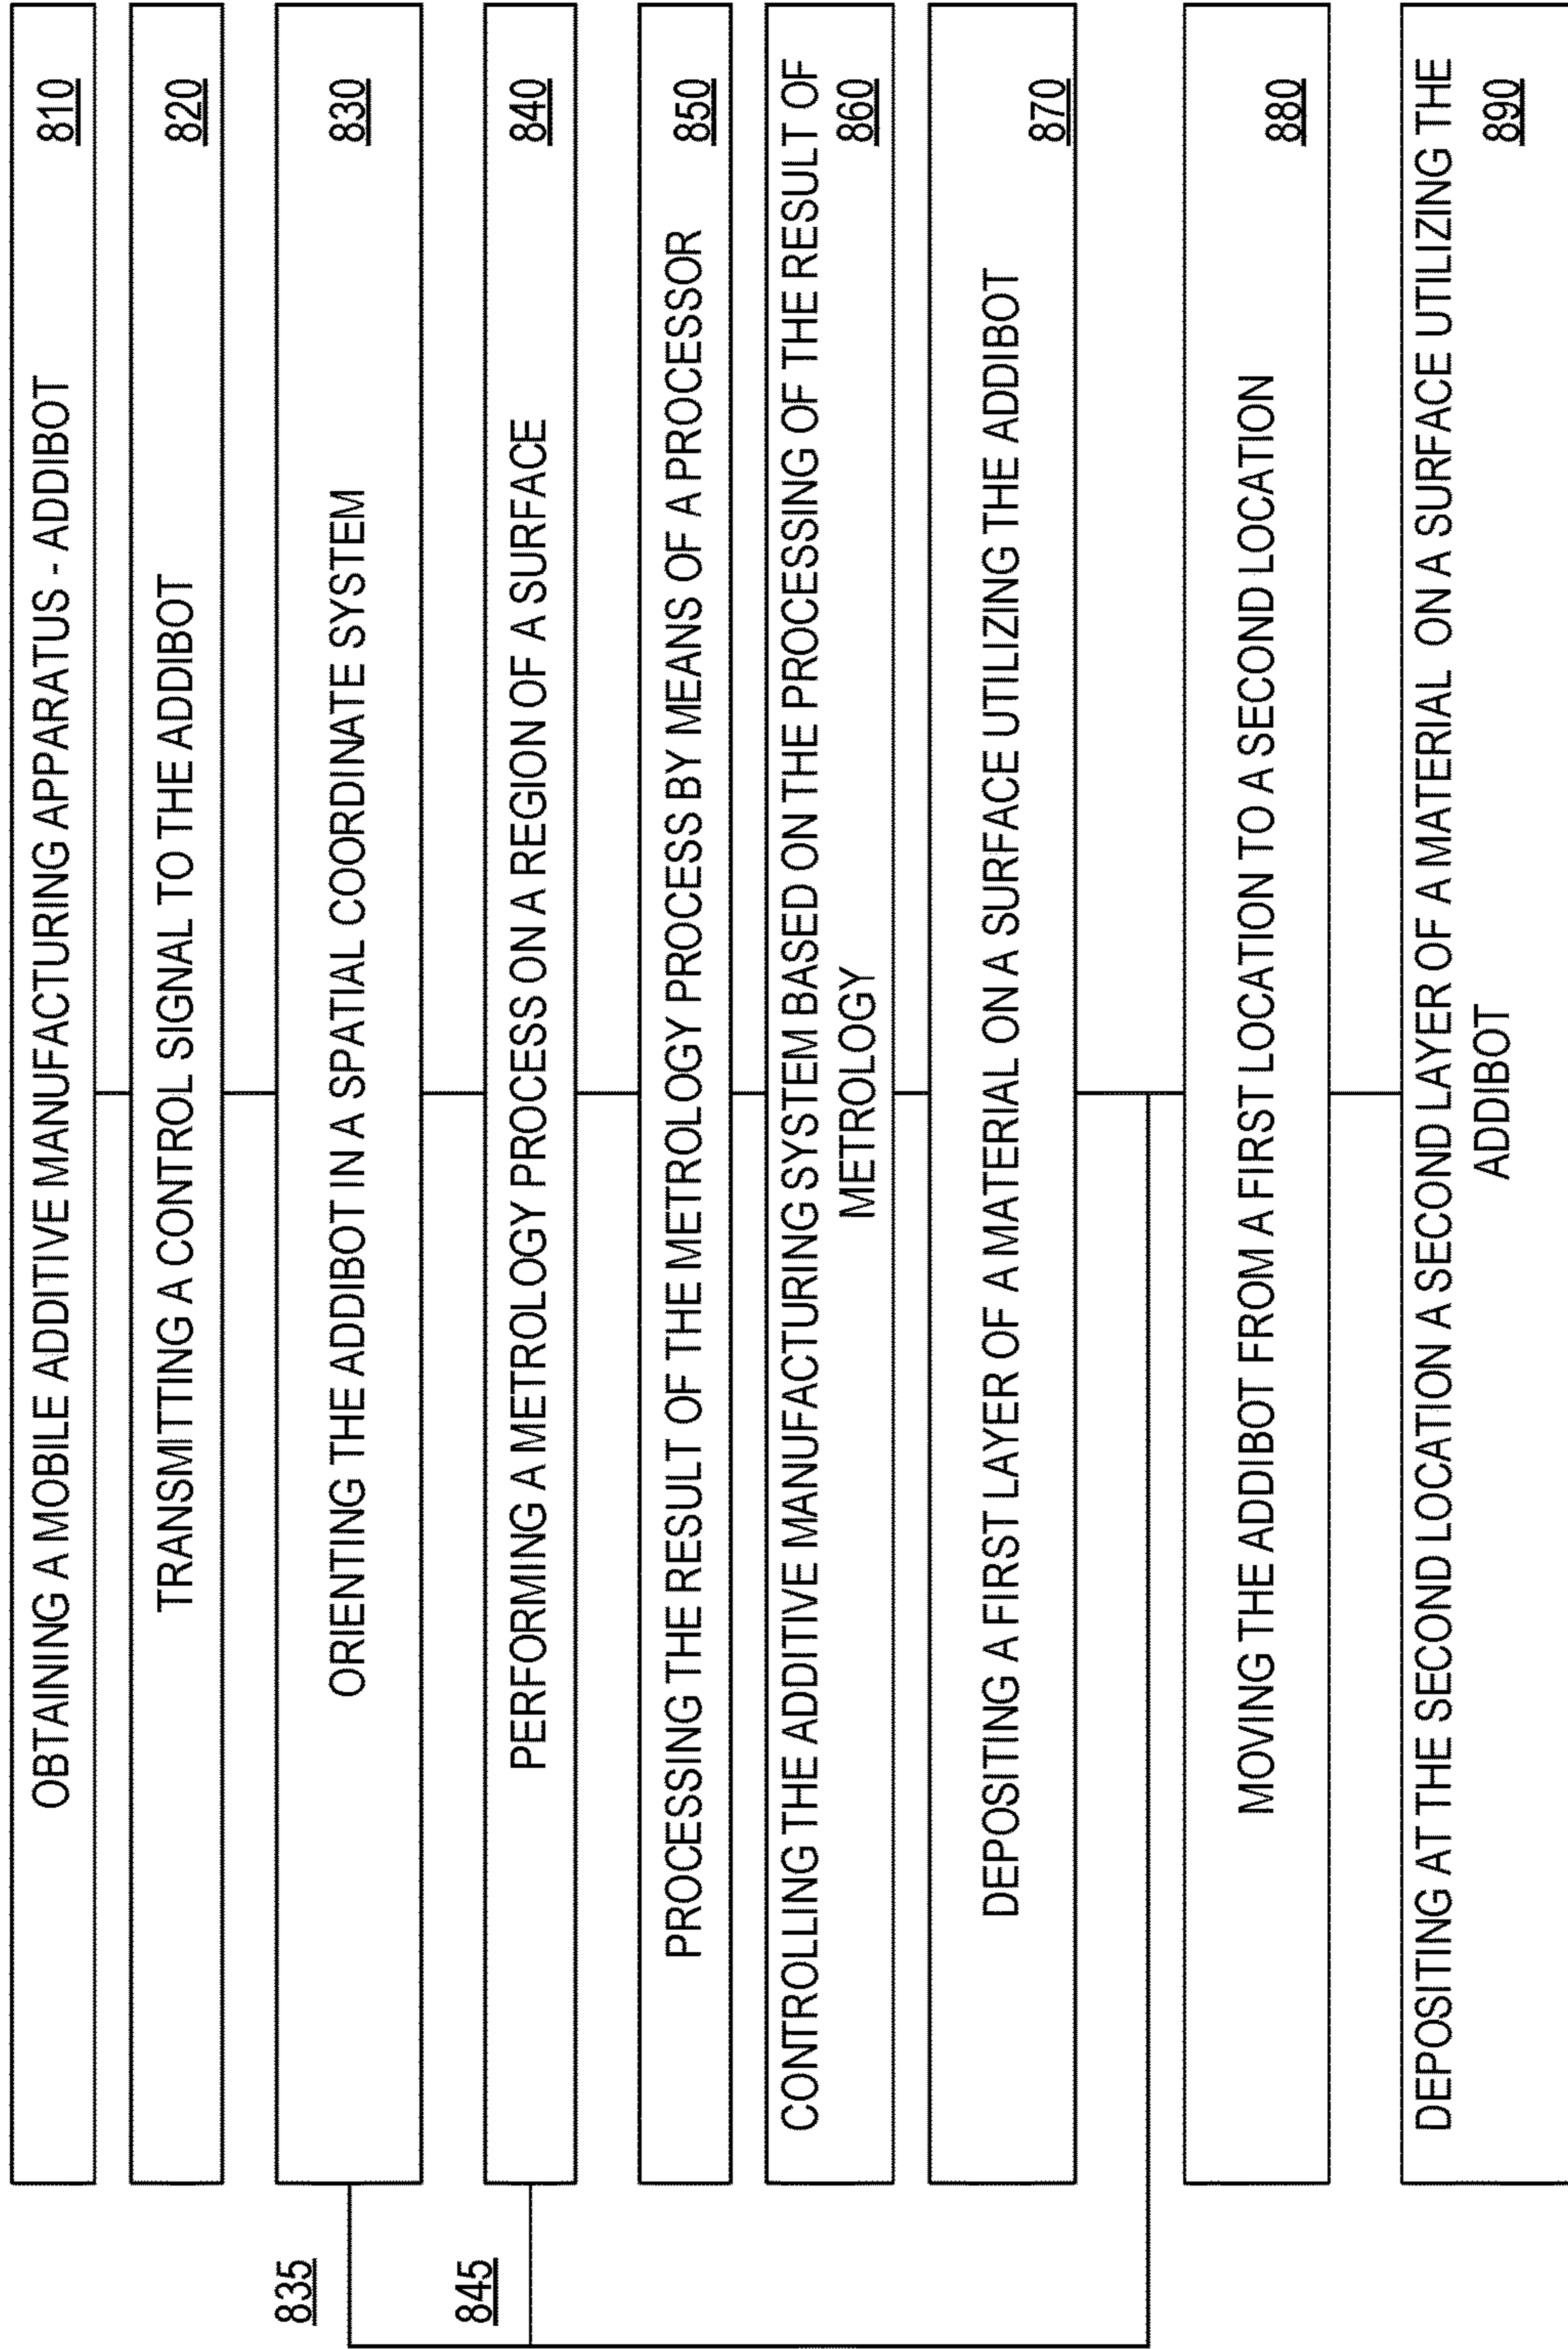 OBTAINING A MOBILE ADDITIVE MANUFACTURING APPARATUS - ADDIBOT
810
TRANSMITTING A CONTROL SIGNAL TO THE ADDIBOT
820
835
ORIENTING THE ADDIBOT IN A SPATIAL COORDINATE SYSTEM
830
845
PERFORMING A METROLOGY PROCESS ON A REGION OF A SURFACE
840
PROCESSING THE RESULT OF THE METROLOGY PROCESS BY MEANS OF A PROCESSOR
850
CONTROLLING THE ADDITIVE MANUFACTURING SYSTEM BASED ON THE PROCESSING OF THE RESULT OF
METROLOGY
860
DEPOSITING A FIRST LAYER OF A MATERIAL ON A SURFACE UTILIZING THE ADDIBOT
870
MOVING THE ADDIBOT FROM A FIRST LOCATION TO A SECOND LOCATION
880
DEPOSITING AT THE SECOND LOCATION A SECOND LAYER OF A MATERIAL ON A SURFACE UTILIZING THE
ADDIBOT
890